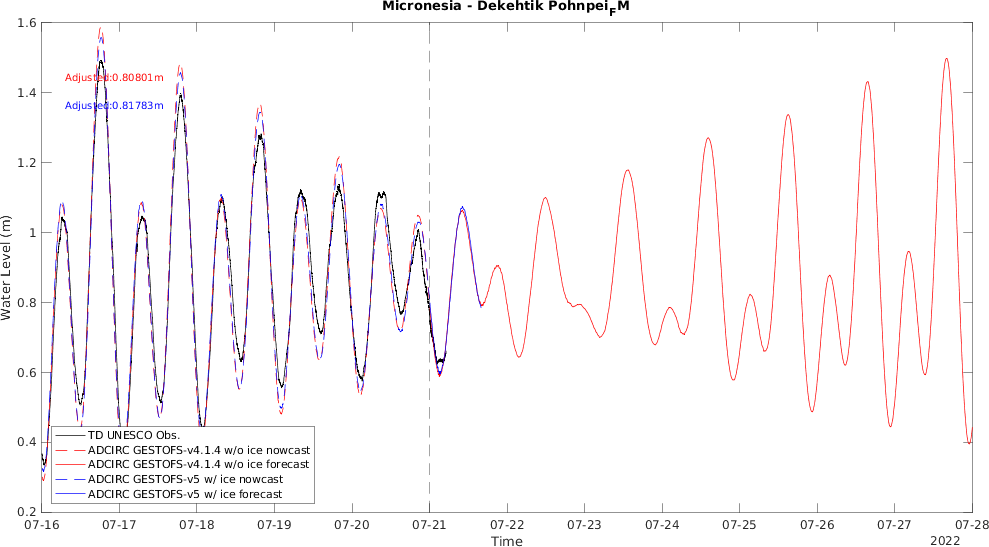 Micronesia - Dekehtik Pohnpei_FM
Water Level (m)
1.6
1.4
1.2
1
0.8
0.6
0.4
0.2
Adjusted:0.80801m
Adjusted:0.81783m
TD UNESCO Obs.
ADCIRC GESTOFS-v4.1.4 w/o ice nowcast
ADCIRC GESTOFS-v4.1.4 w/o ice forecast
ADCIRC GESTOFS-v5 w/ ice nowcast
ADCIRC GESTOFS-v5 w/ ice forecast
07-16 07-17 07-18 07-19 07-20 07-21 07-22 07-23 07-24 07-25 07-26 07-27 07-28
Time
2022